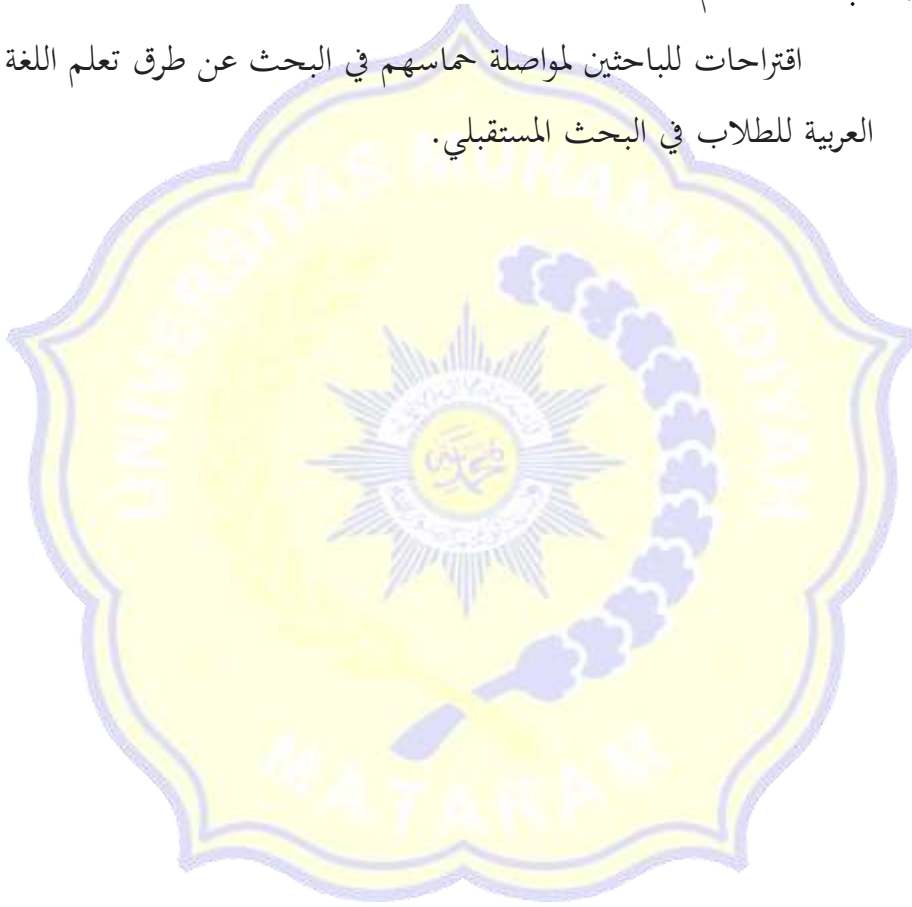 اقتراحات للباحثين لمواصلة حماسهم في البحث عن طرق تعلم اللغة
العربية للطلاب في البحث المستقبلي.
UNIVERSITAS MUHAMMADIYAH
MATARAM